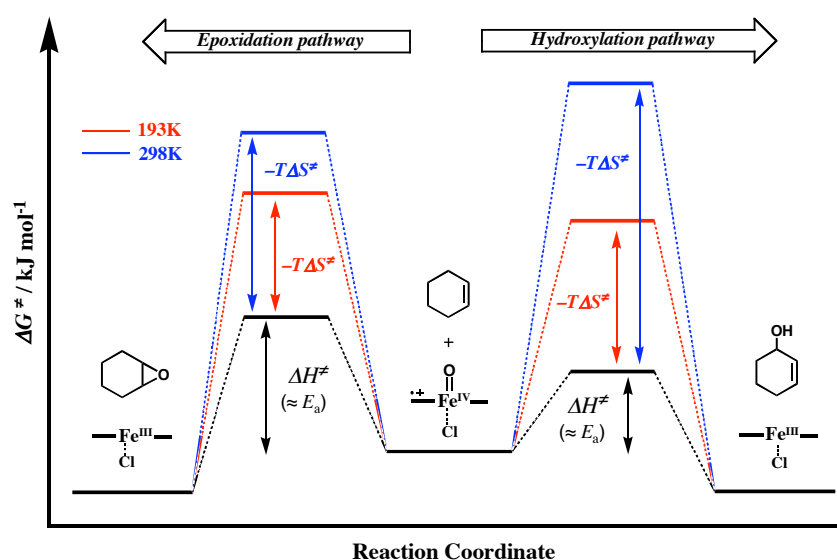 Epoxidation pathway
Hydroxylation pathway
193K
298K
–TΔS≠
–TΔS≠
–TΔS≠
–TΔS≠
ΔG≠ / kJ mol-1
O
FeIII
Cl
ΔH≠
(≈ Ea)
+
O
•+
FeIV
Cl
ΔH≠
(≈ Ea)
OH
FeIII
Cl
Reaction Coordinate